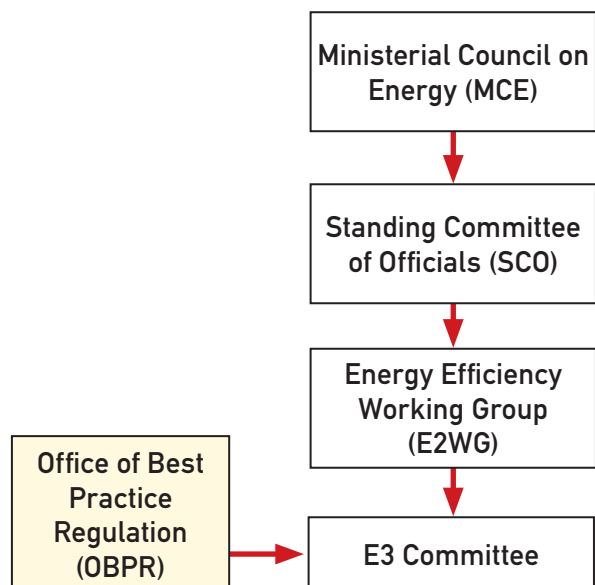 Ministerial Council on
Energy (MCE)
Standing Committee
of Officials (SCO)
Energy Efficiency
Working Group
(E2WG)
Office of Best
Practice
Regulation
(OBPR)
E3 Committee